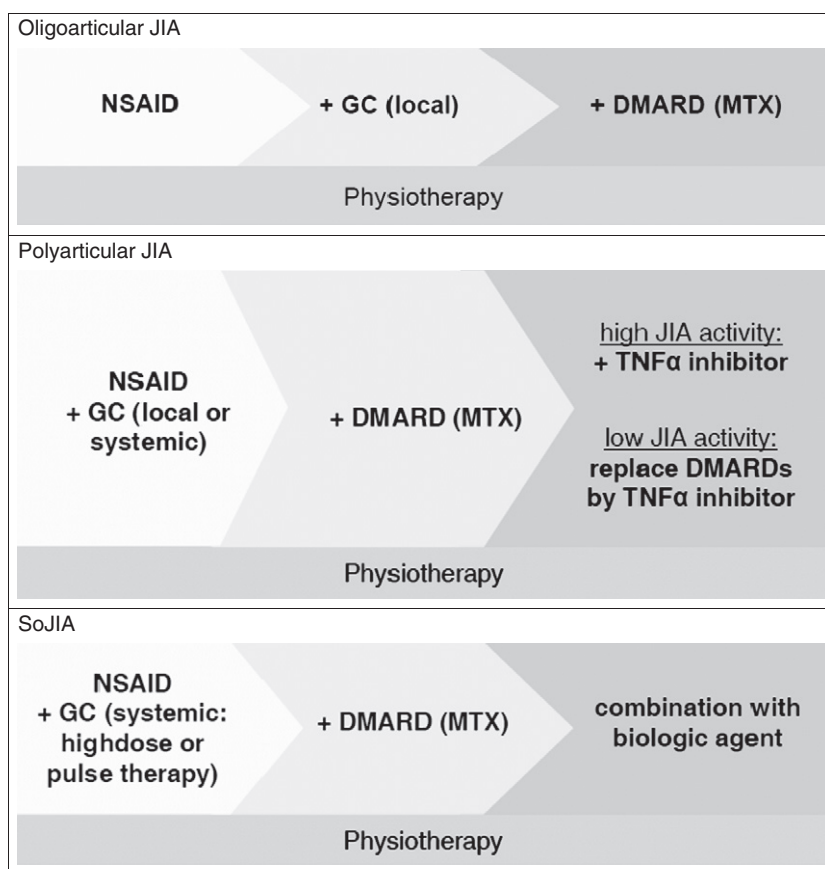 Oligoarticular JIA
NSAID
+ GC (local)
+ DMARD (MTX)
Physiotherapy
Polyarticular JIA
NSAID
+ GC (local or
systemic)
+ DMARD (MTX)
high JIA activity:
+ TNFα inhibitor
low JIA activity:
replace DMARDs
by TNFα inhibitor
Physiotherapy
SoJIA
NSAID
+ GC (systemic:
highdose or
pulse therapy)
+ DMARD (MTX)
combination with
biologic agent
Physiotherapy